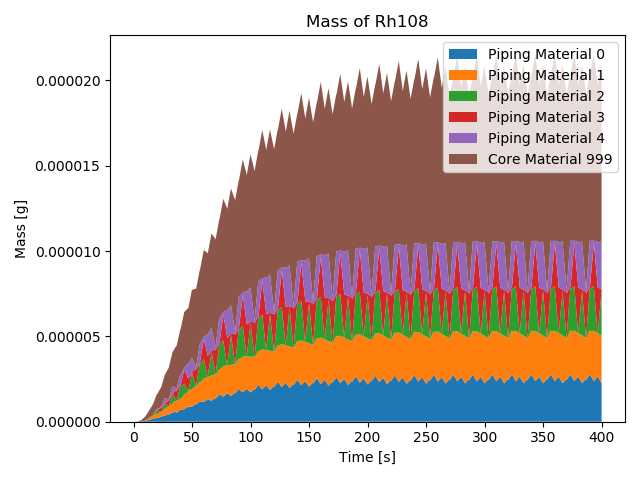 Mass of Rh108
Piping Material 0
Piping Material 1
Piping Material 2
Piping Material 3
Piping Material 4
Core Material 999
0.000020
0.000015
0.000010
0.000005
0.000000
Mass [g]
0 50 100 150 200 250 300 350 400
Time [s]